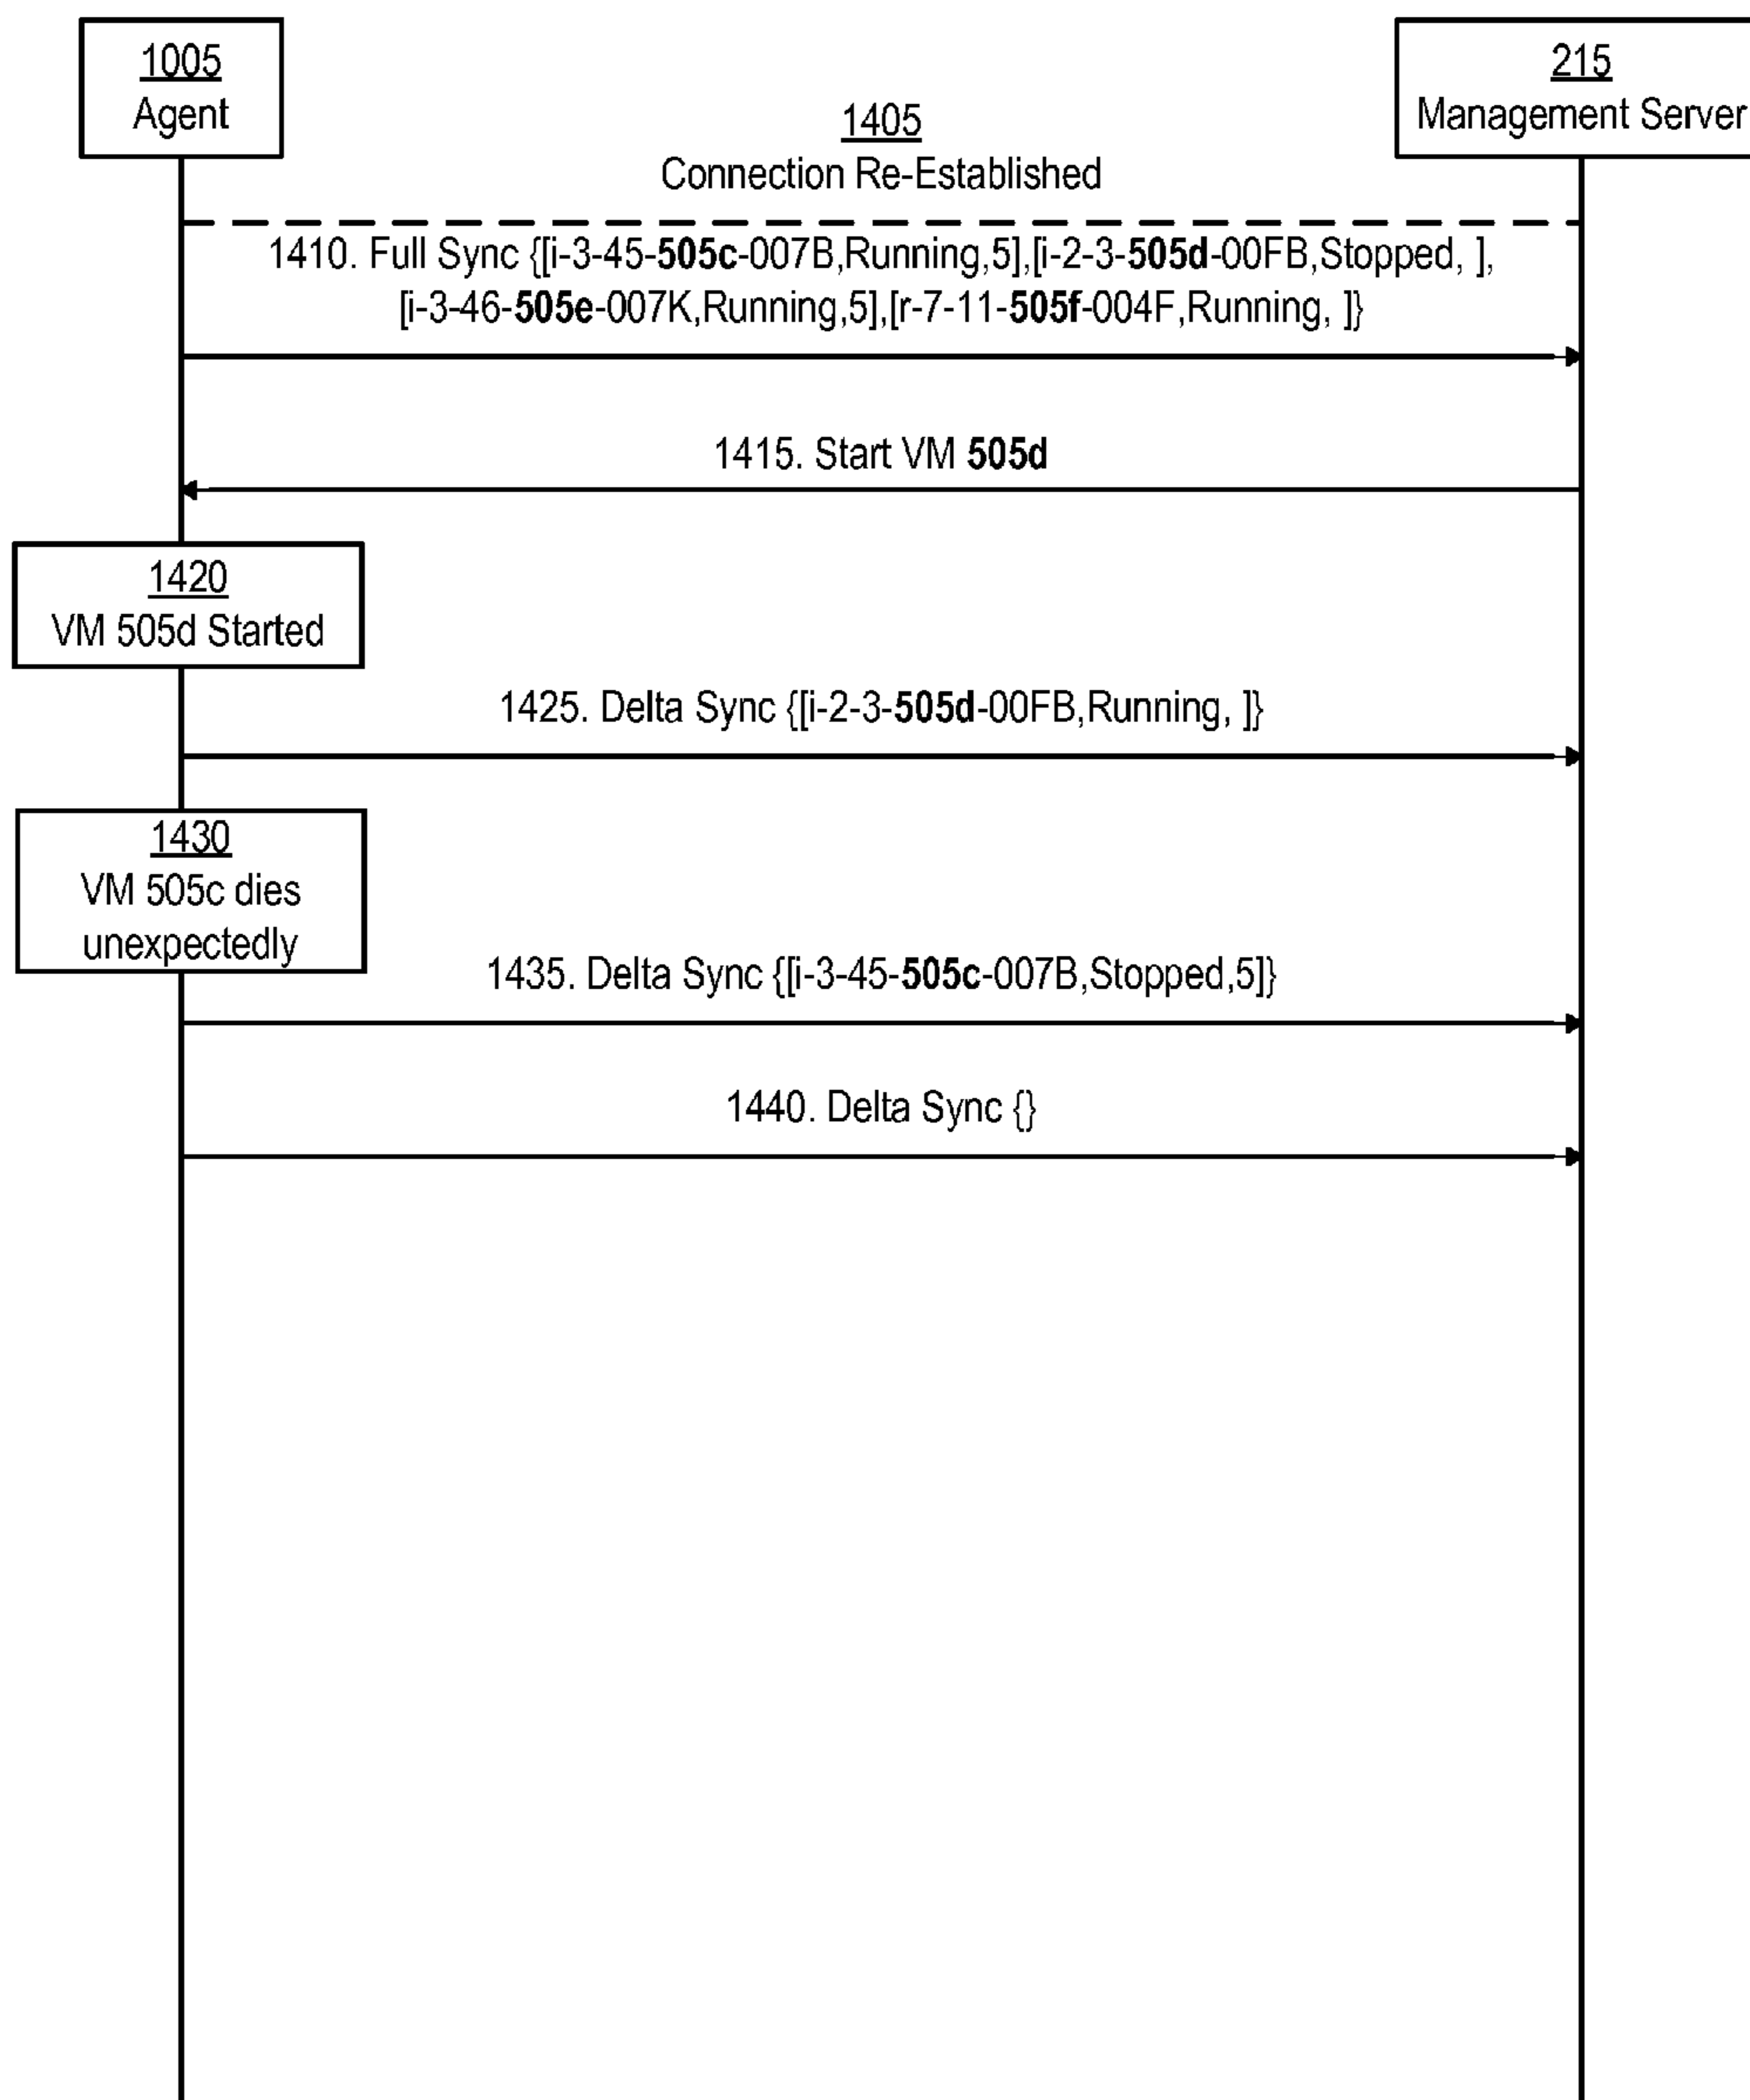 1005
Agent
215
Management Server
1405
Connection Re-Established
1410. Full Sync {[i-3-45-505c-007B,Running,5],[i-2-3-505d-00FB,Stopped, ],
[i-3-46-505e-007K,Running,5],[r-7-11-505f-004F,Running, ]}
1415. Start VM 505d
1420
VM 505d Started
1425. Delta Sync {[i-2-3-505d-00FB,Running, ]}
1430
VM 505c dies
unexpectedly
1435. Delta Sync {[i-3-45-505c-007B,Stopped,5]}
1440. Delta Sync {}